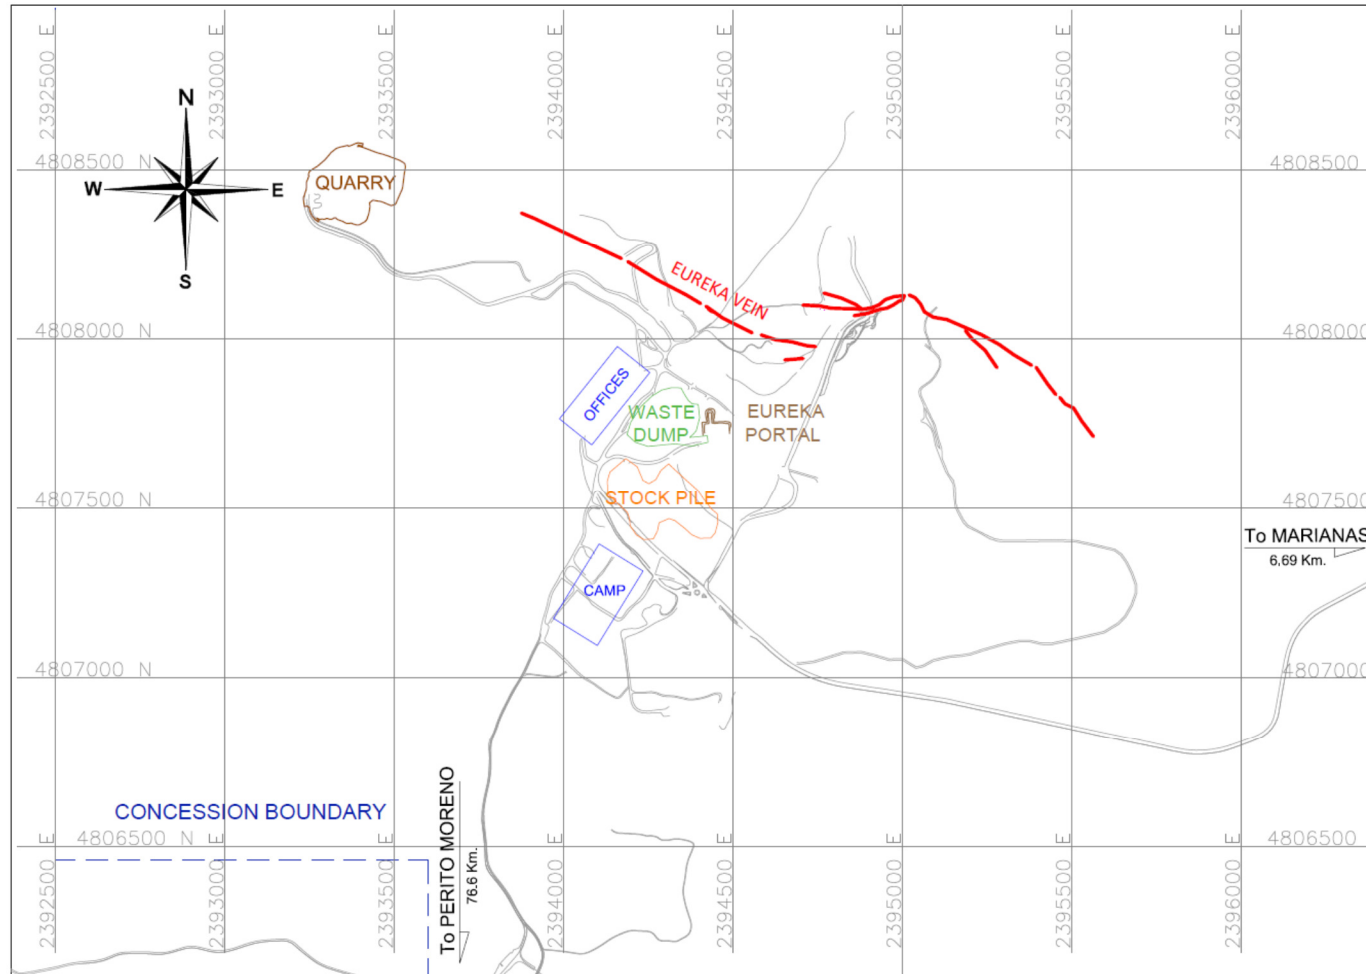 2392500 E
2393000 E
2393500 E
2394000 E
2394500 E
2395000 E
2395500 E
2396000 E
N
W
E
S
4808500 N
4808500
QUARRY
EUREKA VEIN
4808000 N
4808000
OFFICES
WASTE
DUMP
EUREKA
PORTAL
STOCK PILE
4807500 N
4807500
To MARIANAS
6,69 Km.
CAMP
4807000 N
4807000
CONCESSION BOUNDARY
To PERITO MORENO
76.6 Km.
4806500 N
4806500
2392500 E
2393000 E
2393500 E
2394000 E
2394500 E
2395000 E
2395500 E
2396000 E